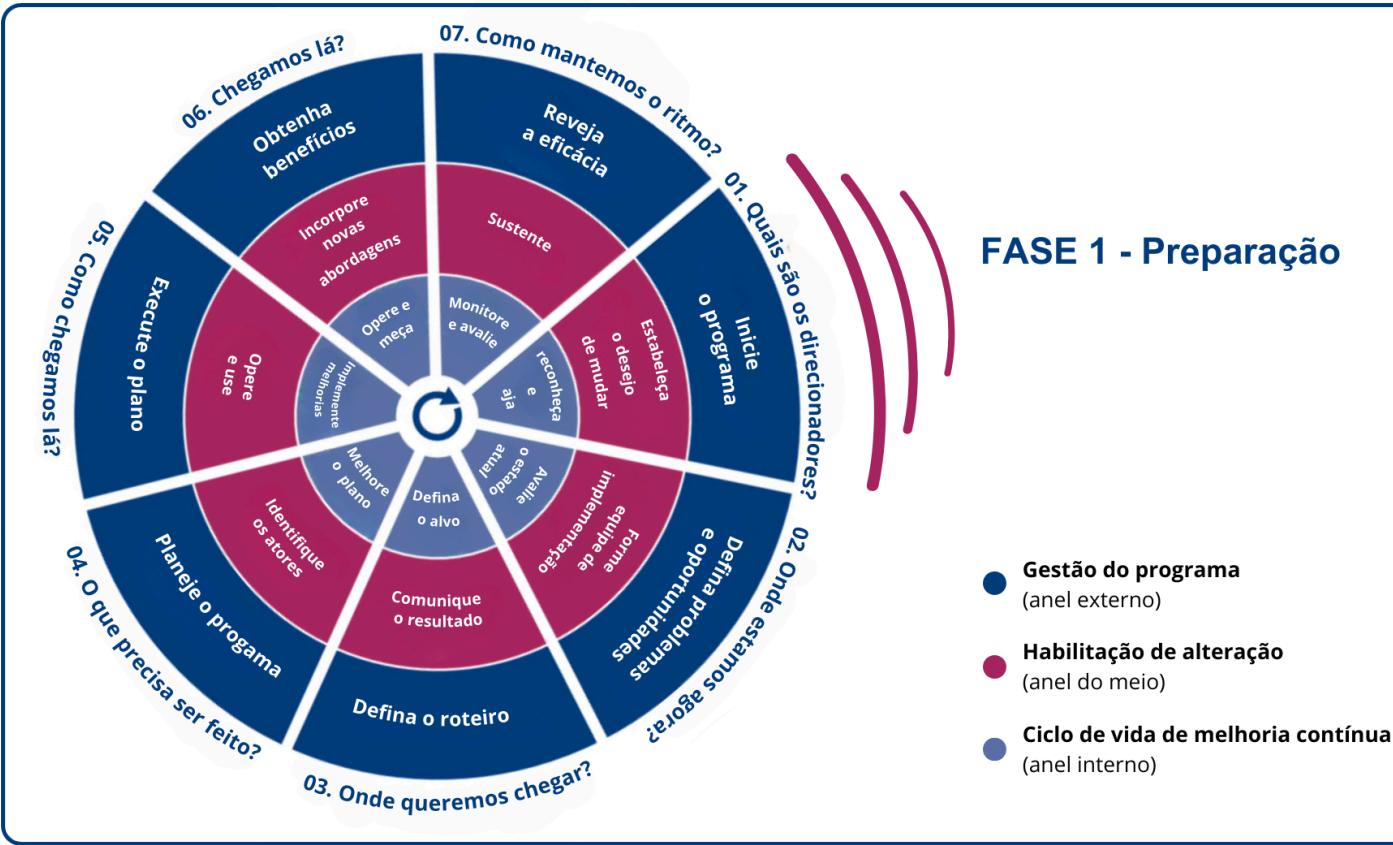 07. Como mantemos o ritmo?
Reveja
a eficácia
Sustente
Monitore
e avalie
01. Quais são os direcionadores?
Inicie
o programa
Estabeleça
o desejo
de mudar
reconheça
e
aja
02. Onde estamos agora?
Defina problemas
e oportunidades
Forme
equipe de
implementação
Avalie
o estado
atual
03. Onde queremos chegar?
Defina o roteiro
Comunique
o resultado
Defina
o alvo
04. O que precisa ser feito?
Planeje o progama
Identifique
os atores
Melhore
o plano
05. Como chegamos lá?
Execute o plano
Opere
e use
Implemente
melhorias
06. Chegamos lá?
Obtenha
benefícios
Incorpore
novas
abordagens
Opere e
meça
FASE 1 - Preparação
Gestão do programa
(anel externo)
Habilitação de alteração
(anel do meio)
Ciclo de vida de melhoria contínua
(anel interno)